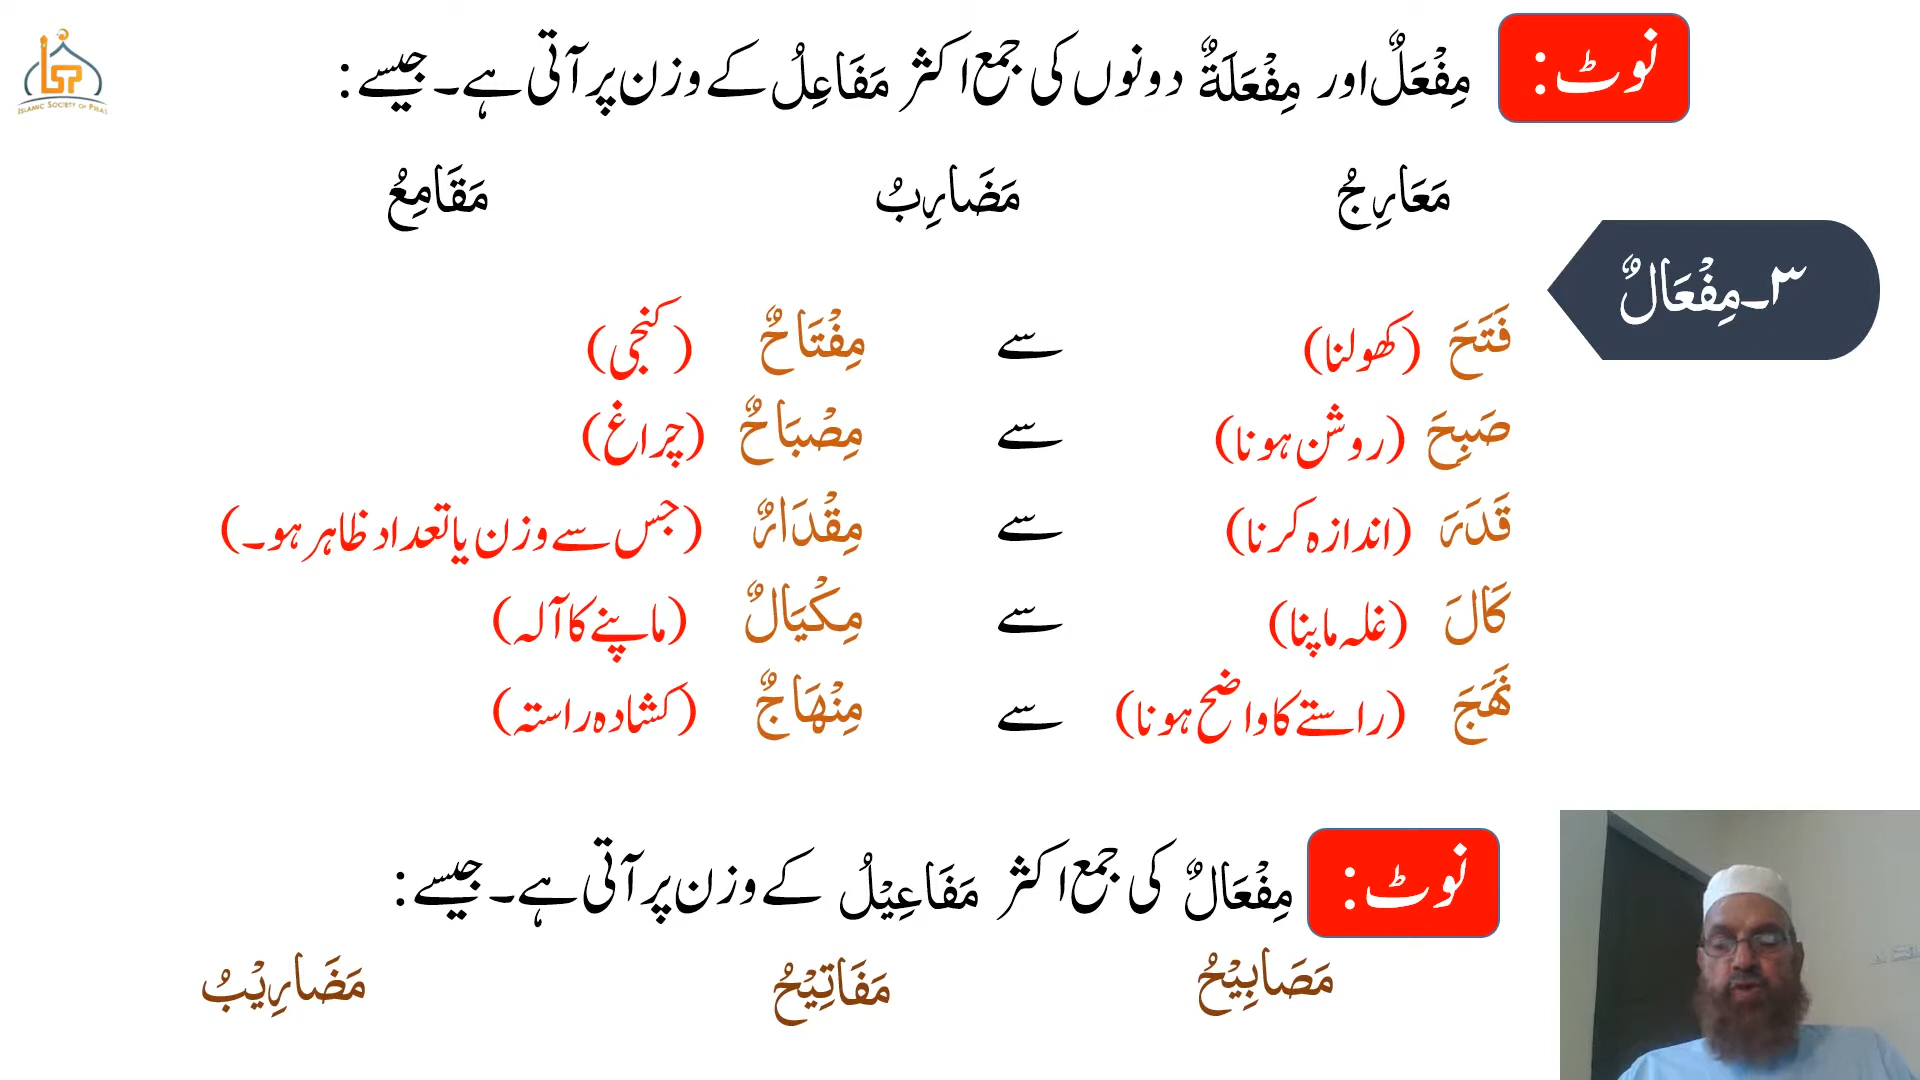 نوٹ: مِفْعَلٌ اور مِفْعَلَةٌ دونوں کی جمع اکثر مَفَاعِلُ کے وزن پر آتی ہے۔ جیسے:
مَعَارِجُ مَضَارِبُ مَقَامِعُ
۳۔مِفْعَالٌ
فَتَحَ (کھولنا) سے مِفْتَاحٌ (کنجی)
صَبِحَ (روشن ہونا) سے مِصْبَاحٌ (چراغ)
قَدَرَ (اندازہ کرنا) سے مِقْدَارٌ (جس سے وزن یا تعداد ظاہر ہو۔)
كَالَ (غلہ ماپنا) سے مِكْيَالٌ (ماپنے کا آلہ)
نَهَجَ (راستے کا واضح ہونا) سے مِنْهَاجٌ (کشادہ راستہ)
نوٹ: مِفْعَالٌ کی جمع اکثر مَفَاعِيْلُ کے وزن پر آتی ہے۔ جیسے:
مَصَابِيْحُ مَفَاتِيْحُ مَضَارِيْبُ